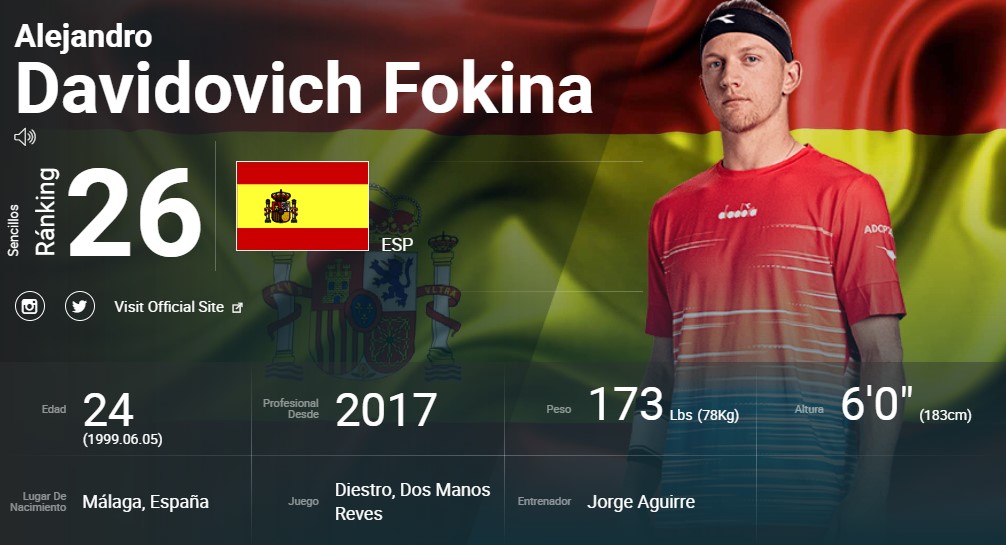 Alejandro
Davidovich Fokina
Sencillos
Ránking
26
ESP
Visit Official Site
diadora
ADCP
Edad
24
(1999.06.05)
Profesional
Desde
2017
Peso
173 Lbs (78Kg)
Altura
6'0" (183cm)
Lugar De
Nacimiento
Málaga, España
Juego
Diestro, Dos Manos
Reves
Entrenador
Jorge Aguirre